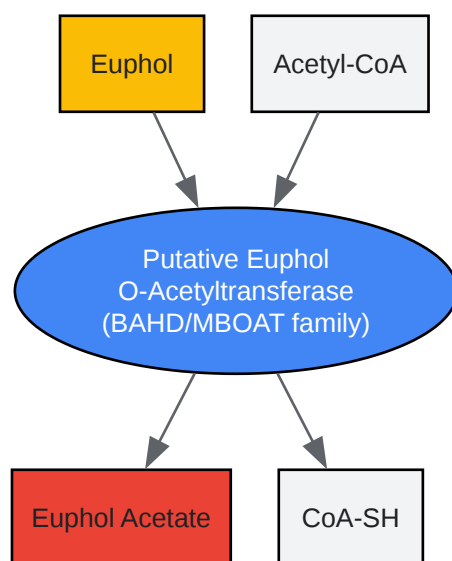 Euphol
Acetyl-CoA
Putative Euphol
O-Acetyltransferase
(BAHD/MBOAT family)
Euphol Acetate
CoA-SH